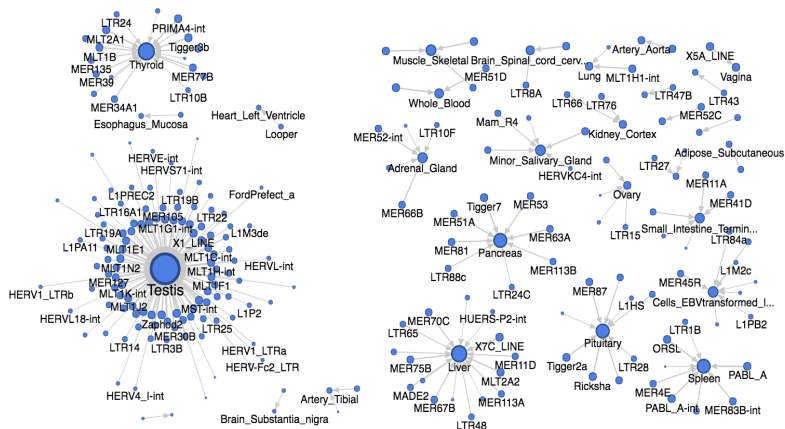 LTR24
PRIMA4-int
MLT2A1
Tigger3b
MLT1B
Thyroid
MER135
MER77B
MER39
LTR10B
MER34A1
Esophagus_Mucosa
Heart_Left_Ventricle
Looper
Muscle_Skeletal
Brain_Spinal_cord_cerv...
Artery_Aorta
X5A_LINE
MER51D
Lung
MLT1H1-int
Vagina
Whole_Blood
LTR8A
LTR66
LTR76
LTR47B
LTR43
MER52C
MER52-int
LTR10F
Mam_R4
Kidney_Cortex
Adrenal_Gland
Minor_Salivary_Gland
HERVKC4-int
LTR27
Adipose_Subcutaneous
MER11A
Ovary
MER41D
MER66B
Tigger7
MER53
MER51A
LTR15
Small_Intestine_Termin...
MER81
Pancreas
MER63A
LTR84a
LTR88c
MER113B
L1M2c
LTR24C
MER87
MER45R
L1HS
Cells_EBVtransformed_l...
L1PB2
HERVE-int
HERVS71-int
L1PREC2
LTR19B
FordPrefect_a
LTR16A1
MER105
LTR22
LTR19A
MLT1G1-int
L1M3de
L1PA11
MLT1E1
X1_LINE
MLT1C-int
MLT1N2
MLT1H-int
HERVL-int
MER127
Testis
MLT1F1
HERV1_LTRb
MLT1K-int
MLT1J2
MST-int
L1P2
HERVL18-int
Zaphod2
LTR25
MER30B
LTR14
LTR3B
HERV1_LTRa
HERV-Fc2_LTR
HERV4_I-int
Artery_Tibial
Brain_Substantia_nigra
MER70C
HUERS-P2-int
LTR65
X7C_LINE
MER75B
Liver
MER11D
MLT2A2
MADE2
MER67B
MER113A
LTR48
Pituitary
Tigger2a
LTR28
Ricksha
LTR1B
ORSL
Spleen
PABL_A
MER4E
PABL_A-int
MER83B-int